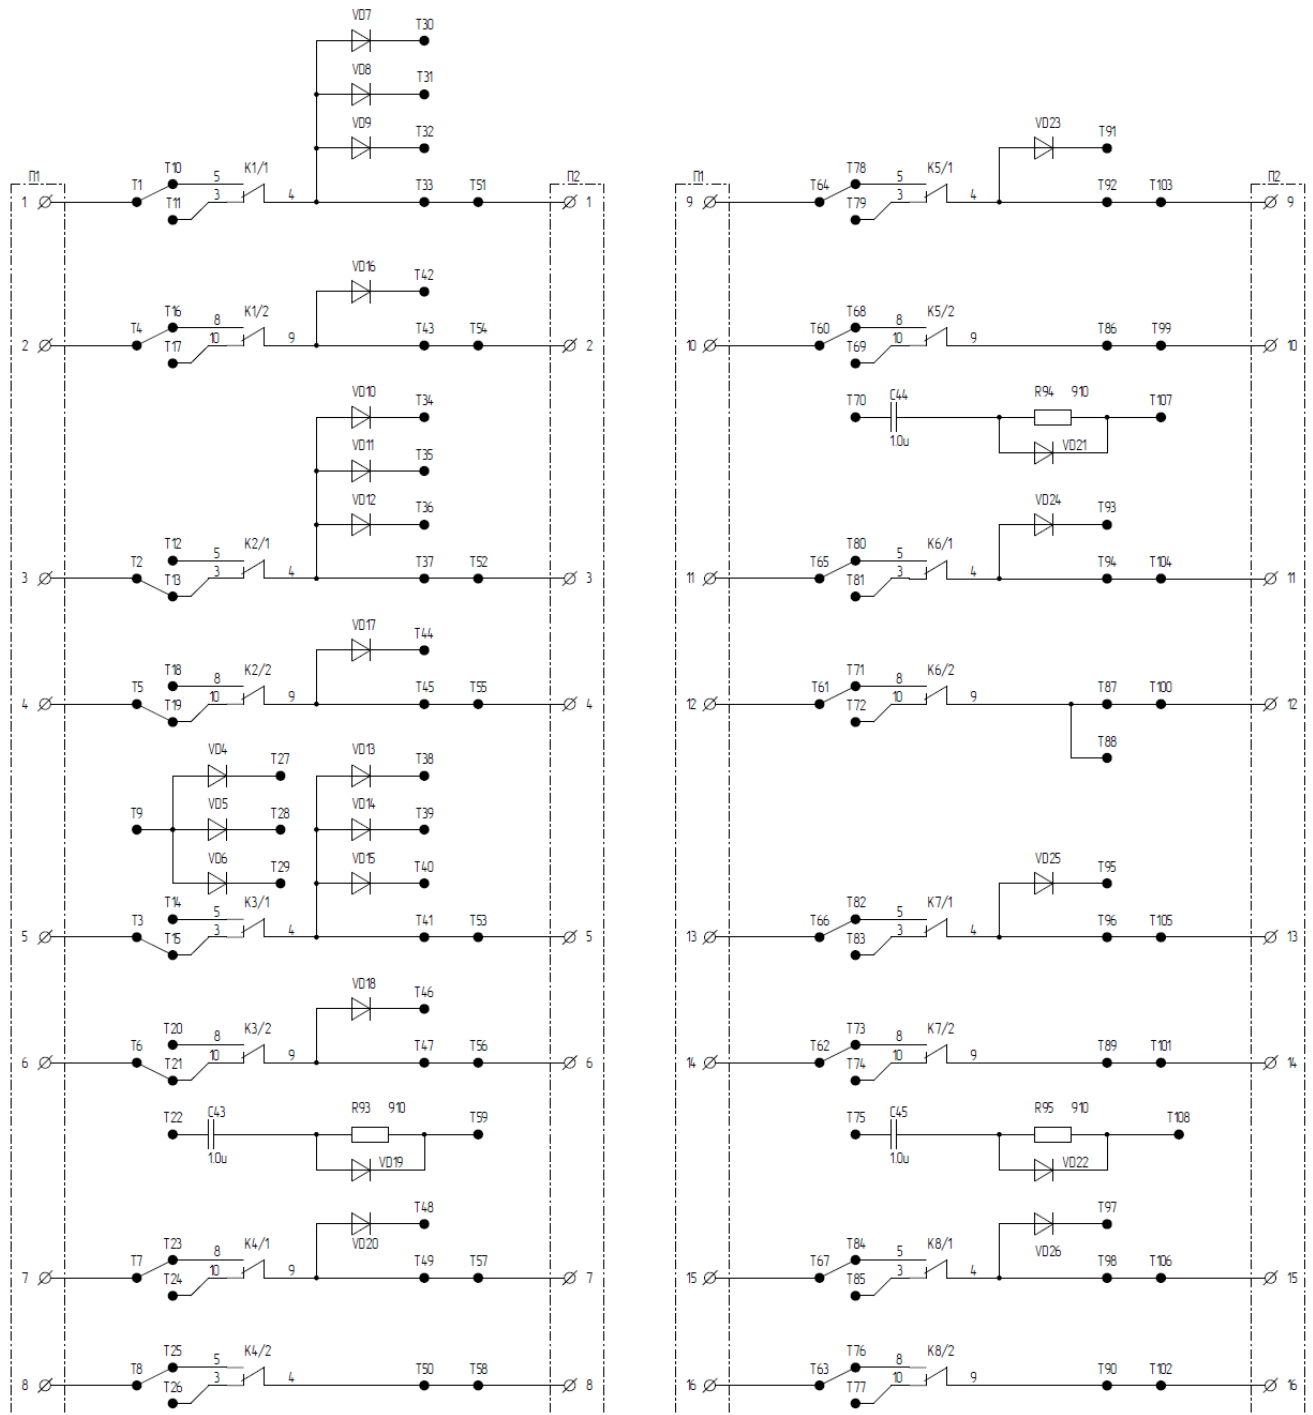 VD7 T30
VD8 T31
VD9 T32
П1 T1 T10 5 K1/1 П2
1 T11 3 4 T33 T51 1
VD16 T42
T4 T16 8 K1/2
2 T17 10 9 T43 T54 2
VD10 T34
VD11 T35
VD12 T36
T2 T12 5 K2/1
3 T13 3 4 T37 T52 3
VD17 T44
T5 T18 8 K2/2
4 T19 10 9 T45 T55 4
VD4 T27 VD13 T38
T9 VD5 T28 VD14 T39
VD6 T29 VD15 T40
T3 T14 5 K3/1
5 T15 3 4 T41 T53 5
VD18 T46
T6 T20 8 K3/2
6 T21 10 9 T47 T56 6
T22 C43 R93 910 T59
1.0u VD19
T48
VD20
T7 T23 8 K4/1
7 T24 10 9 T49 T57 7
T8 T25 5 K4/2
8 T26 3 4 T50 T58 8
VD23 T91
П1 T64 T78 5 K5/1 П2
9 T79 3 4 T92 T103 9
T60 T68 8 K5/2
10 T69 10 9 T86 T99 10
T70 C44 R94 910 T107
1.0u VD21
VD24 T93
T65 T80 5 K6/1
11 T81 3 4 T94 T104 11
T61 T71 8 K6/2
12 T72 10 9 T87 T100 12
T88
VD25 T95
T66 T82 5 K7/1
13 T83 3 4 T96 T105 13
T62 T73 8 K7/2
14 T74 10 9 T89 T101 14
T75 C45 R95 910 T108
1.0u VD22
T97
VD26
T67 T84 5 K8/1
15 T85 3 4 T98 T106 15
T63 T76 8 K8/2
16 T77 10 9 T90 T102 16